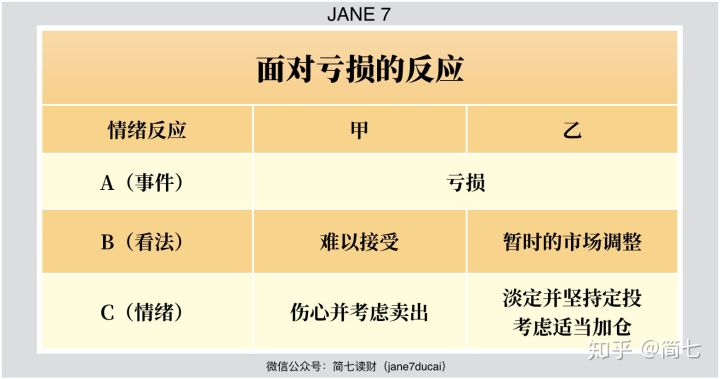 JANE 7
面对亏损的反应
情绪反应 甲 乙
A（事件） 亏损
B（看法） 难以接受 暂时的市场调整
C（情绪） 伤心并考虑卖出 淡定并坚持定投
考虑适当加仓
知乎 @简七
微信公众号：简七读财（jane7ducai）